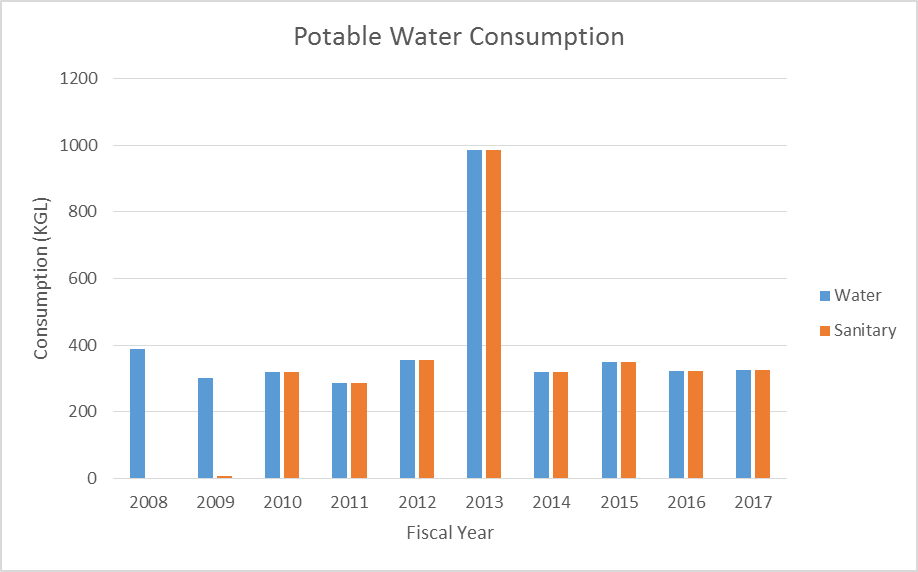 Potable Water Consumption
1200
1000
800
600
400
200
0
Consumption (KGL)
2008 2009 2010 2011 2012 2013 2014 2015 2016 2017
Fiscal Year
Water
Sanitary